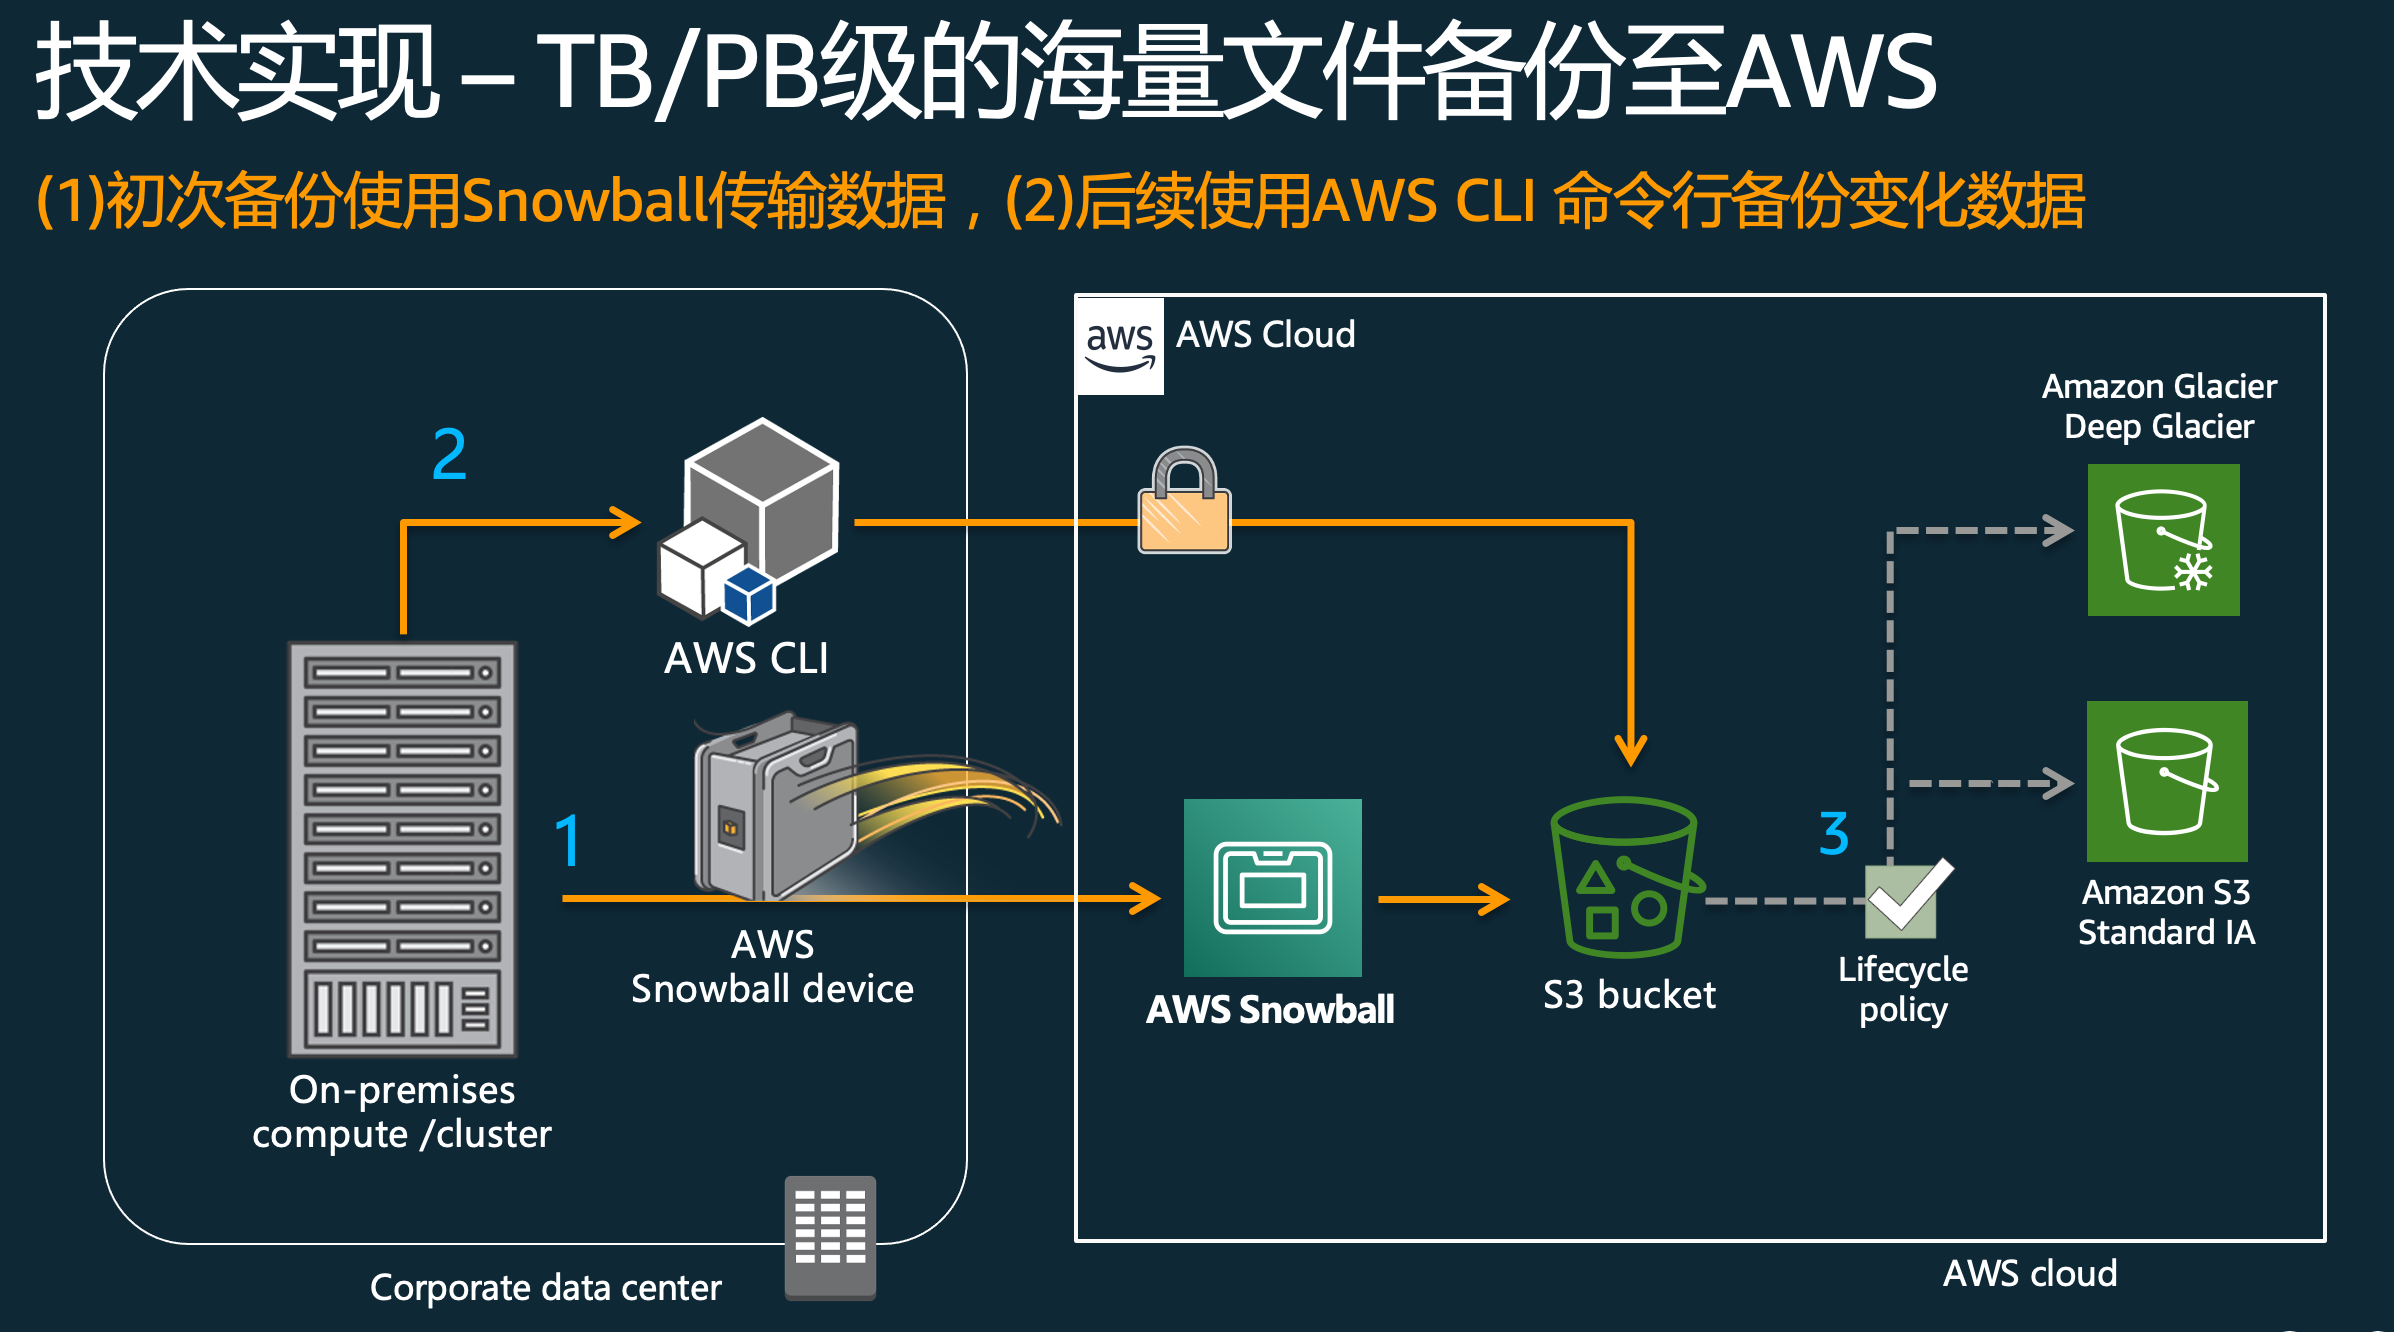 技术实现 – TB/PB级的海量文件备份至AWS
(1)初次备份使用Snowball传输数据，(2)后续使用AWS CLI 命令行备份变化数据
aws
AWS Cloud
Amazon Glacier
Deep Glacier
2
AWS CLI
1
AWS
Snowball device
On-premises
compute /cluster
AWS Snowball
S3 bucket
3
Lifecycle
policy
Amazon S3
Standard IA
Corporate data center
AWS cloud